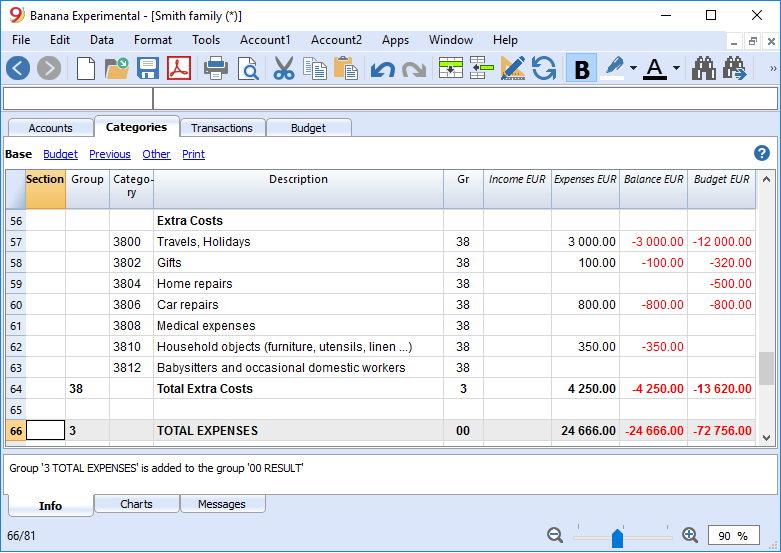 Banana Experimental - [Smith family (*)]
File Edit Data Format Tools Account1 Account2 Apps Window Help
B A »
Accounts Categories Transactions Budget
Base Budget Previous Other Print ?
Section Group Catego- Description Gr Income EUR Expenses EUR Balance EUR Budget EUR
ry
56 Extra Costs
57 3800 Travels, Holidays 38 3 000.00 -3 000.00 -12 000.00
58 3802 Gifts 38 100.00 -100.00 -320.00
59 3804 Home repairs 38 -500.00
60 3806 Car repairs 38 800.00 -800.00 -800.00
61 3808 Medical expenses 38
62 3810 Household objects (furniture, utensils, linen ...) 38 350.00 -350.00
63 3812 Babysitters and occasional domestic workers 38
64 38 Total Extra Costs 3 4 250.00 -4 250.00 -13 620.00
65
66 3 TOTAL EXPENSES 00 24 666.00 -24 666.00 -72 756.00
Group '3 TOTAL EXPENSES' is added to the group '00 RESULT'
Info Charts Messages
66/81 90 %